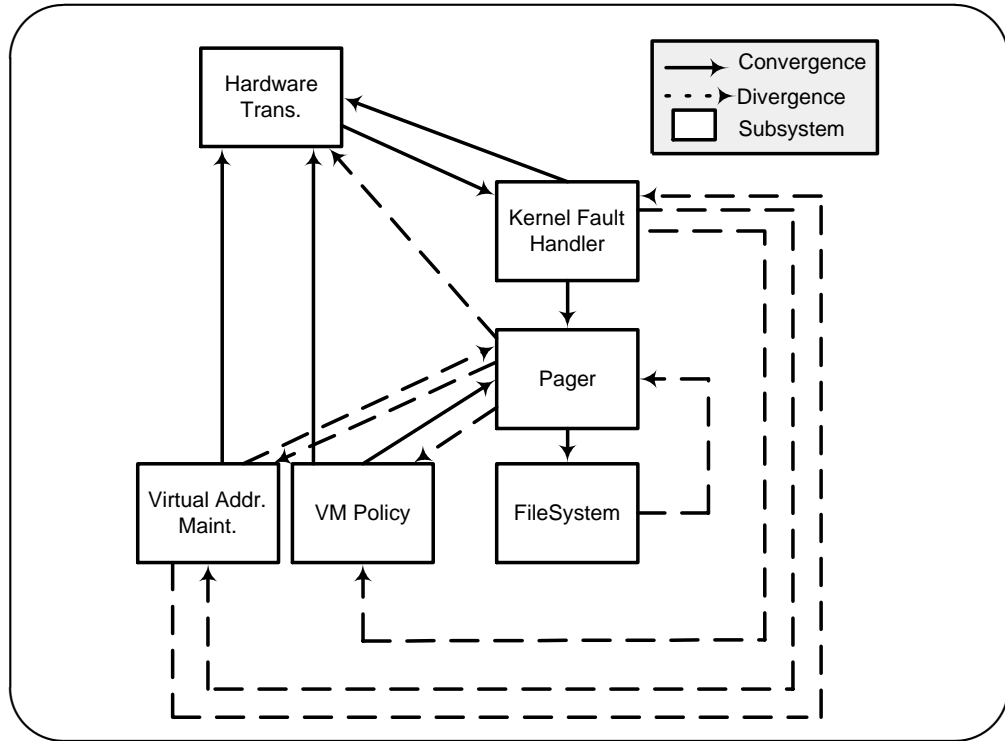 Hardware
Trans.
Convergence
Divergence
Subsystem
Kernel Fault
Handler
Pager
Virtual Addr.
Maint.
VM Policy
FileSystem